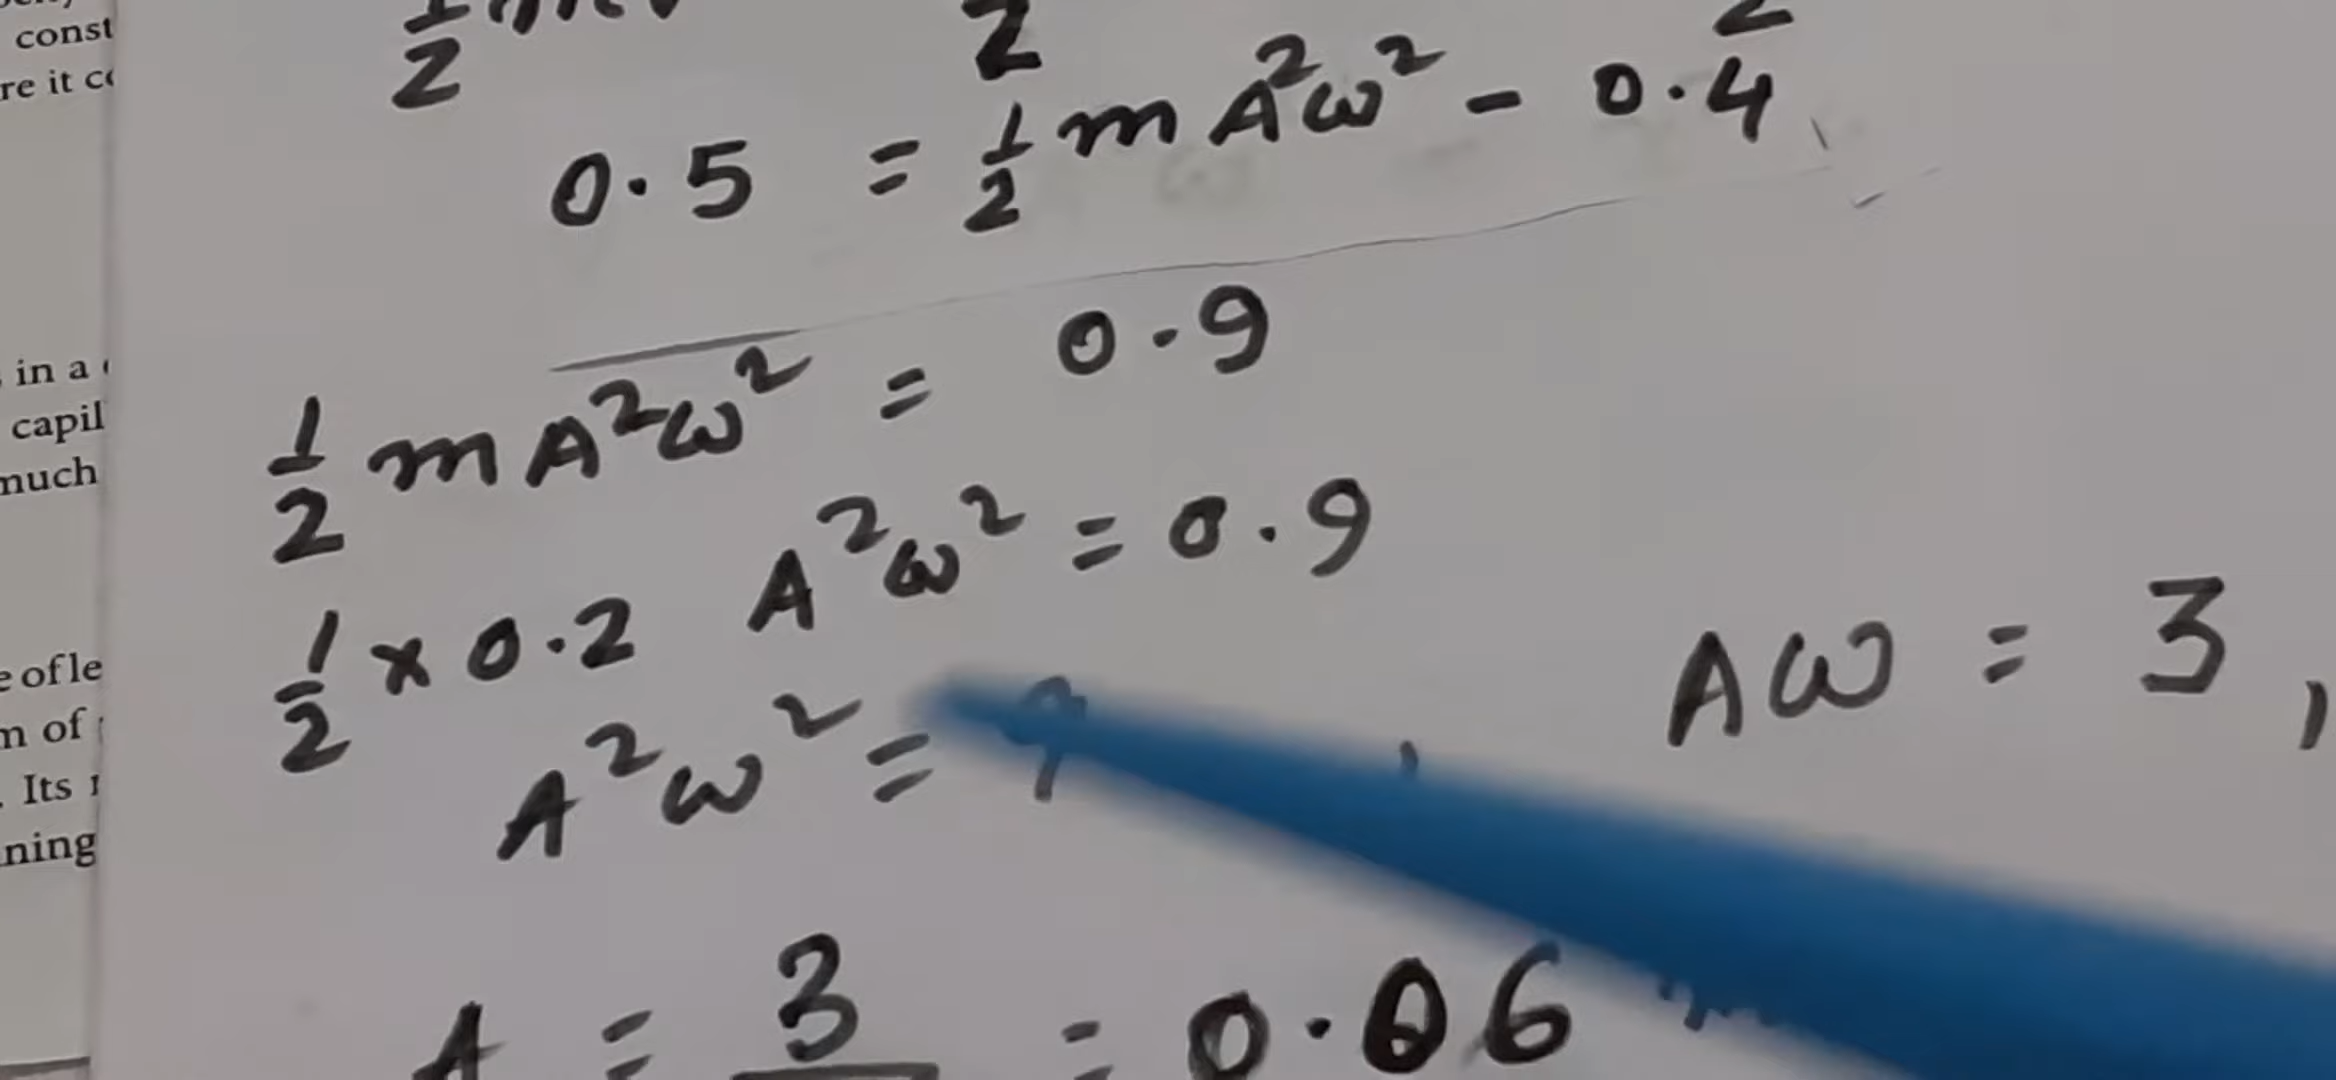 const
re it
0.5 = 1/2 m A²ω² - 0.4
in a
capil
much
1/2 m A²ω² = 0.9
1/2 × 0.2 A²ω² = 0.9
of le
m of
A²ω² = 9, Aω = 3,
. Its
ning
A = 3 = 0.06